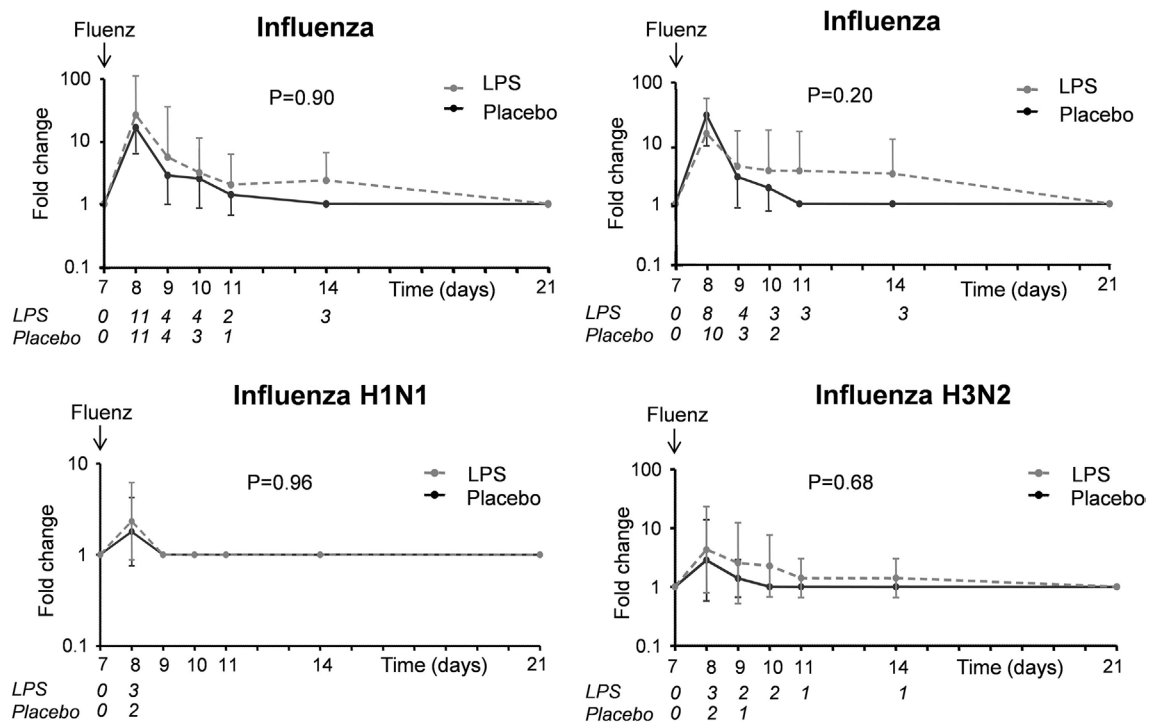 Influenza
Fluenz
P=0.90
LPS
Placebo
Fold change
100
10
1
0.1
7 8 9 10 11 14 Time (days) 21
LPS 0 11 4 4 2 3
Placebo 0 11 4 3 1
Influenza
Fluenz
P=0.20
LPS
Placebo
Fold change
100
10
1
0.1
7 8 9 10 11 14 Time (days) 21
LPS 0 8 4 3 3 3
Placebo 0 10 3 2
Influenza H1N1
Fluenz
P=0.96
LPS
Placebo
Fold change
10
1
0.1
7 8 9 10 11 14 Time (days) 21
LPS 0 3
Placebo 0 2
Influenza H3N2
Fluenz
P=0.68
LPS
Placebo
Fold change
100
10
1
0.1
7 8 9 10 11 14 Time (days) 21
LPS 0 3 2 2 1 1
Placebo 0 2 1